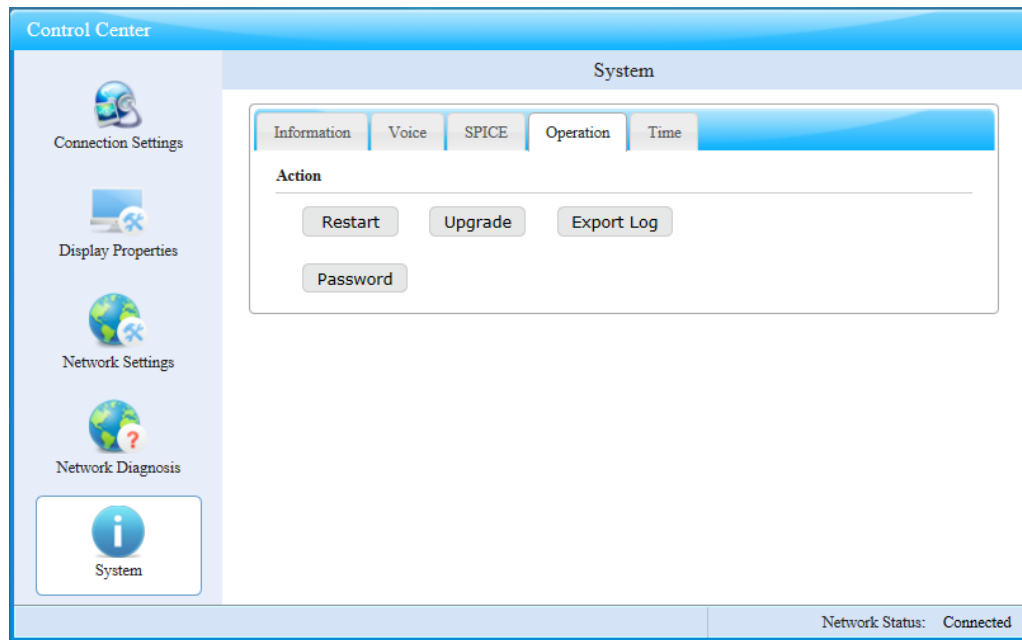 Control Center
System
Connection Settings
Display Properties
Network Settings
Network Diagnosis
System
Information Voice SPICE Operation Time
Action
Restart Upgrade Export Log
Password
Network Status: Connected